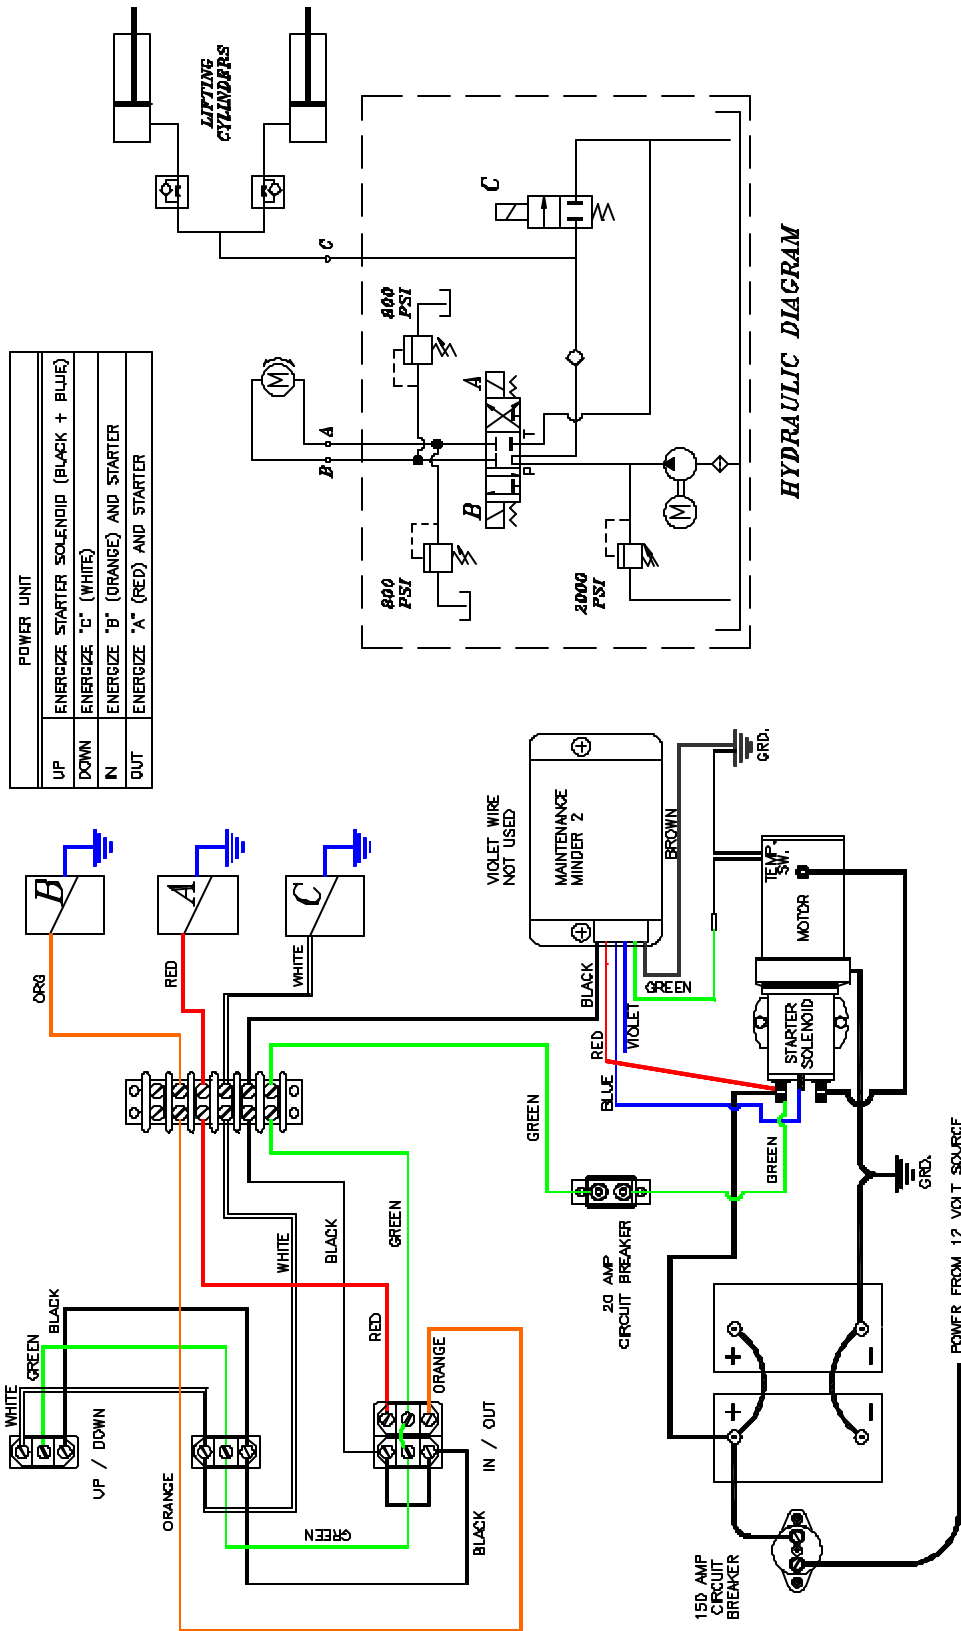 POWER UNIT
UP ENERGIZE STARTER SOLENOID (BLACK + BLUE)
DOWN ENERGIZE "C" (WHITE)
IN ENERGIZE "B" (ORANGE) AND STARTER
OUT ENERGIZE "A" (RED) AND STARTER
LIFTING
CYLINDERS
C
C
800
PSI
M
A
B
A
B
T
P
800
PSI
2000
PSI
M
HYDRAULIC DIAGRAM
B
A
C
ORG
RED
WHITE
VIOLET WIRE
NOT USED
MAINTENANCE
MINDER 2
BROWN
GRD.
BLACK
RED
BLUE
VIOLET
GREEN
TEMP.
SW.
MOTOR
STARTER
SOLENOID
GREEN
GREEN
GRD.
20 AMP
CIRCUIT BREAKER
WHITE
GREEN
BLACK
UP / DOWN
ORANGE
WHITE
BLACK
GREEN
RED
ORANGE
IN / OUT
GREEN
BLACK
+
-
+
-
150 AMP
CIRCUIT
BREAKER
POWER FROM 12 VOLT SOURCE